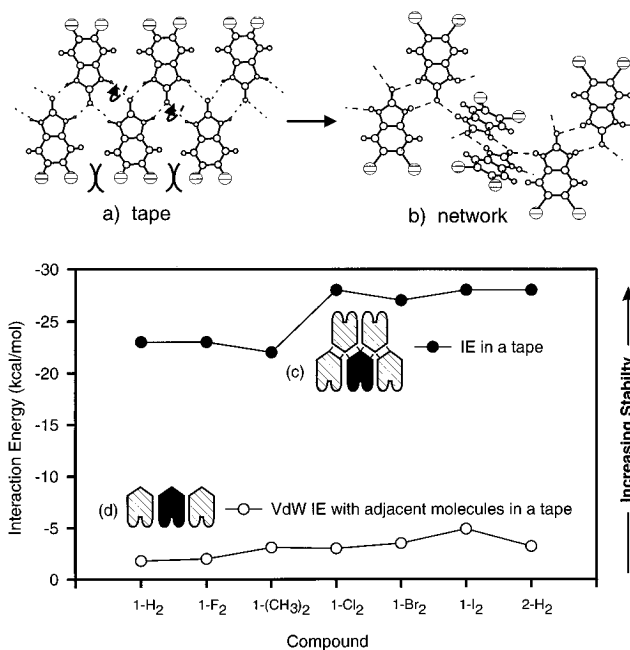 a) tape
b) network
-30
-25
-20
-15
-10
-5
0
Interaction Energy (kcal/mol)
(c)
IE in a tape
(d)
VdW IE with adjacent molecules in a tape
1-H₂
1-F₂
1-(CH₃)₂
1-Cl₂
1-Br₂
1-I₂
2-H₂
Compound
Increasing Stabilty